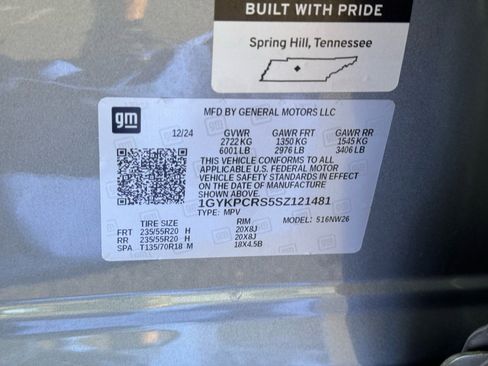 BUILT WITH PRIDE
Spring Hill, Tennessee
gm
MFD BY GENERAL MOTORS LLC
12/24 GVWR GAWR FRT GAWR RR
2722 KG 1350 KG 1545 KG
6001 LB 2976 LB 3406 LB
THIS VEHICLE CONFORMS TO ALL
APPLICABLE U.S. FEDERAL MOTOR
VEHICLE SAFETY STANDARDS IN
EFFECT ON THE DATE OF
MANUFACTURE SHOWN ABOVE.
1GYKPCRS5SZ121481
TYPE: MPV MODEL: 516NW26
TIRE SIZE RIM
FRT 235/55R20 H 20X8J
RR 235/55R20 H 20X8J
SPA T135/70R18 M 18X4.5B